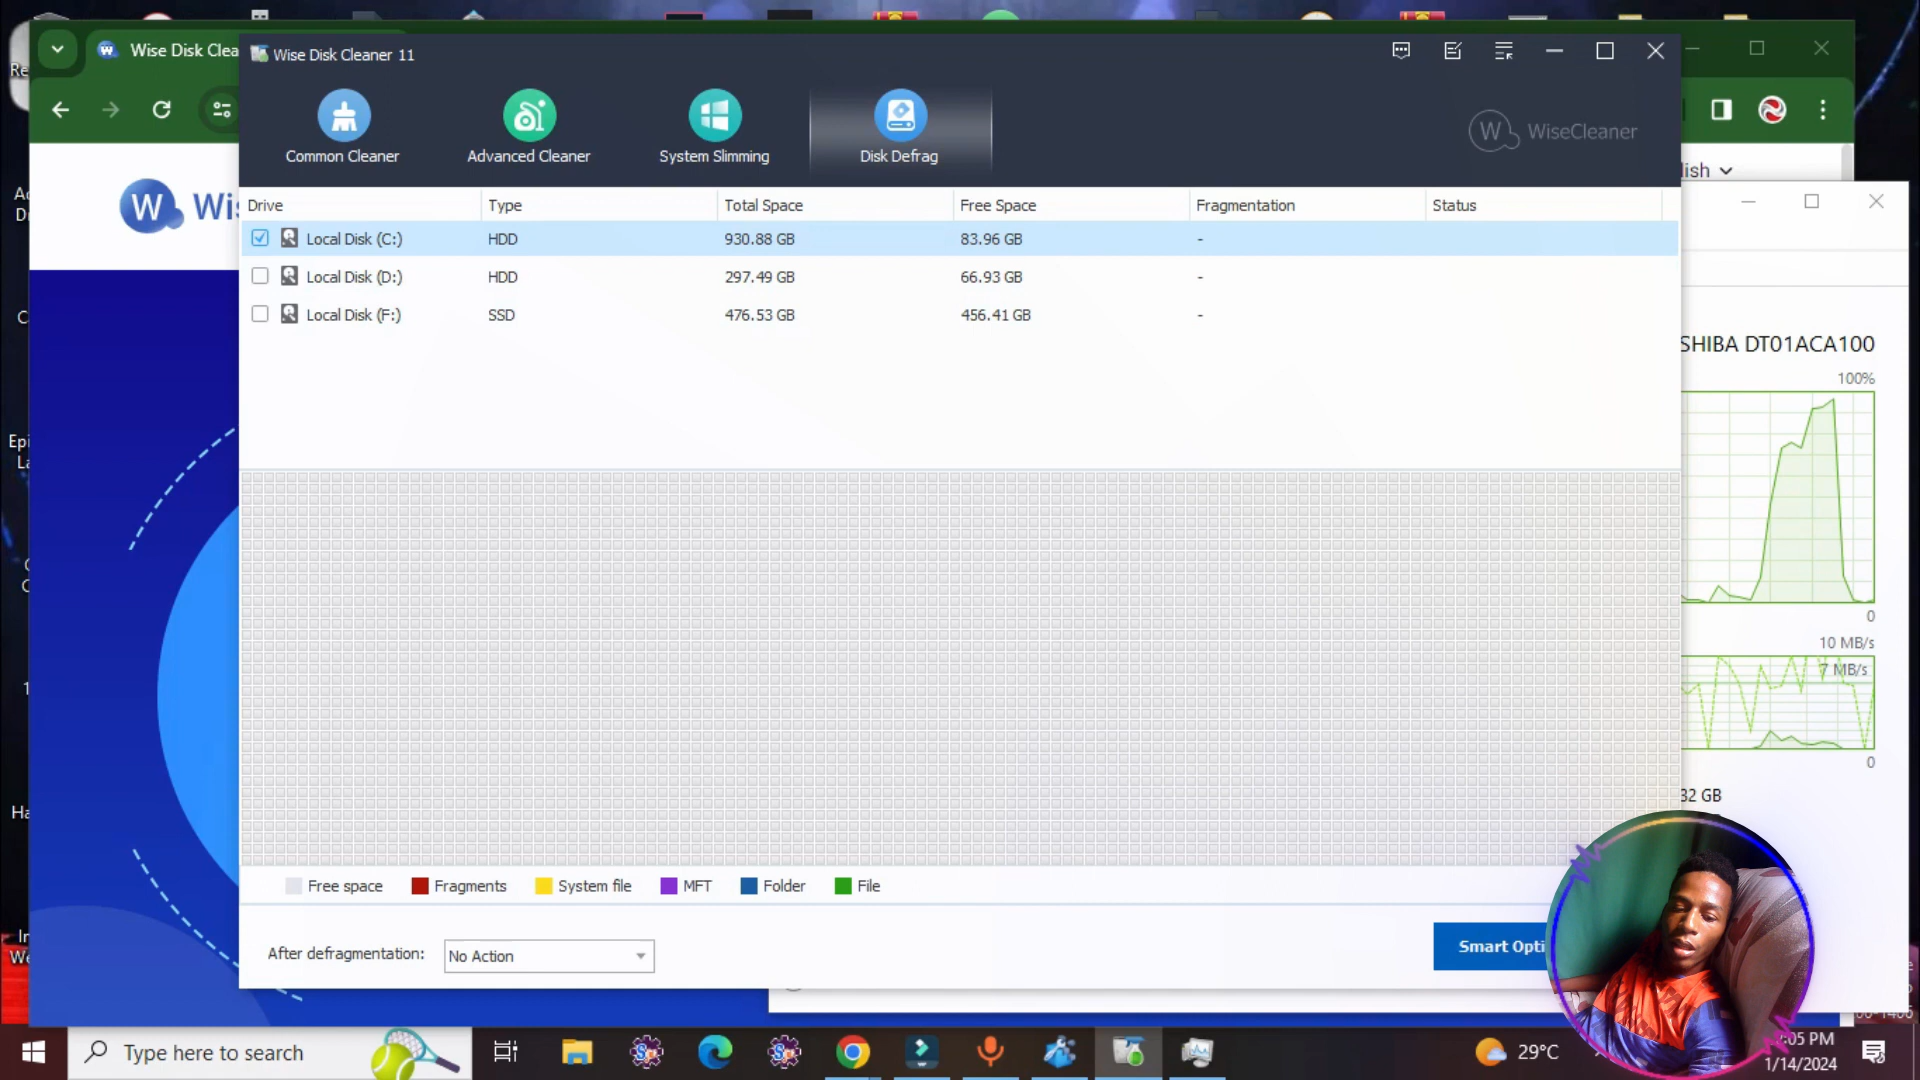 Wise Disk Clea
Wise Disk Cleaner 11
Common Cleaner
Advanced Cleaner
System Slimming
Disk Defrag
WiseCleaner
lish
W
Drive Type Total Space Free Space Fragmentation Status
Local Disk (C:) HDD 930.88 GB 83.96 GB -
Local Disk (D:) HDD 297.49 GB 66.93 GB -
Local Disk (F:) SSD 476.53 GB 456.41 GB -
SHIBA DT01ACA100
100%
0
10 MB/s
7 MB/s
0
32 GB
Free space Fragments System file MFT Folder File
After defragmentation: No Action
Smart Opti
Type here to search
29°C
:05 PM
1/14/2024